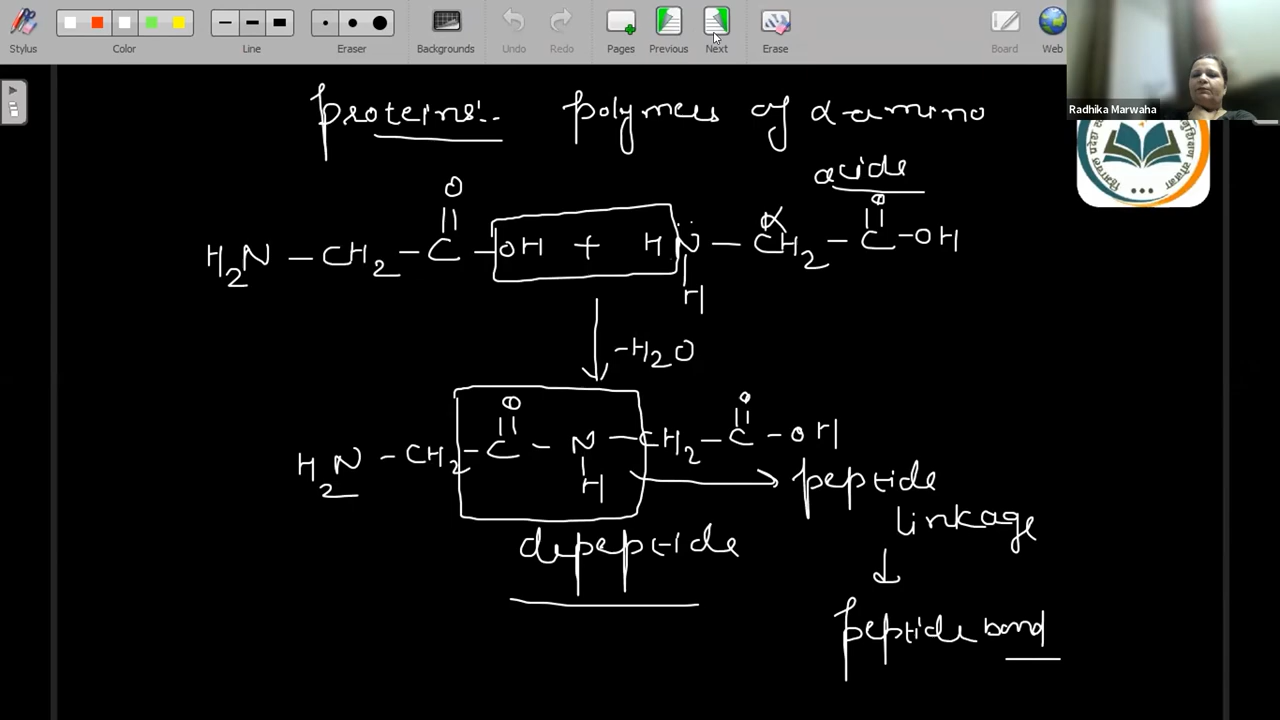 Stylus
Color
Line
Eraser
Backgrounds
Undo
Redo
Pages
Previous
Next
Erase
Board
Web
Radhika Marwaha
proteins:- polymers of α-amino
acids
O
||
H2N – CH2 – C – OH + H N̈ – CH2 – C – OH
α
O
||
|
H
-H2O
O
||
H2N – CH2 – C – N – CH2 – C – OH
O
||
|
H
peptide
linkage
depeptide
↓
peptide bond